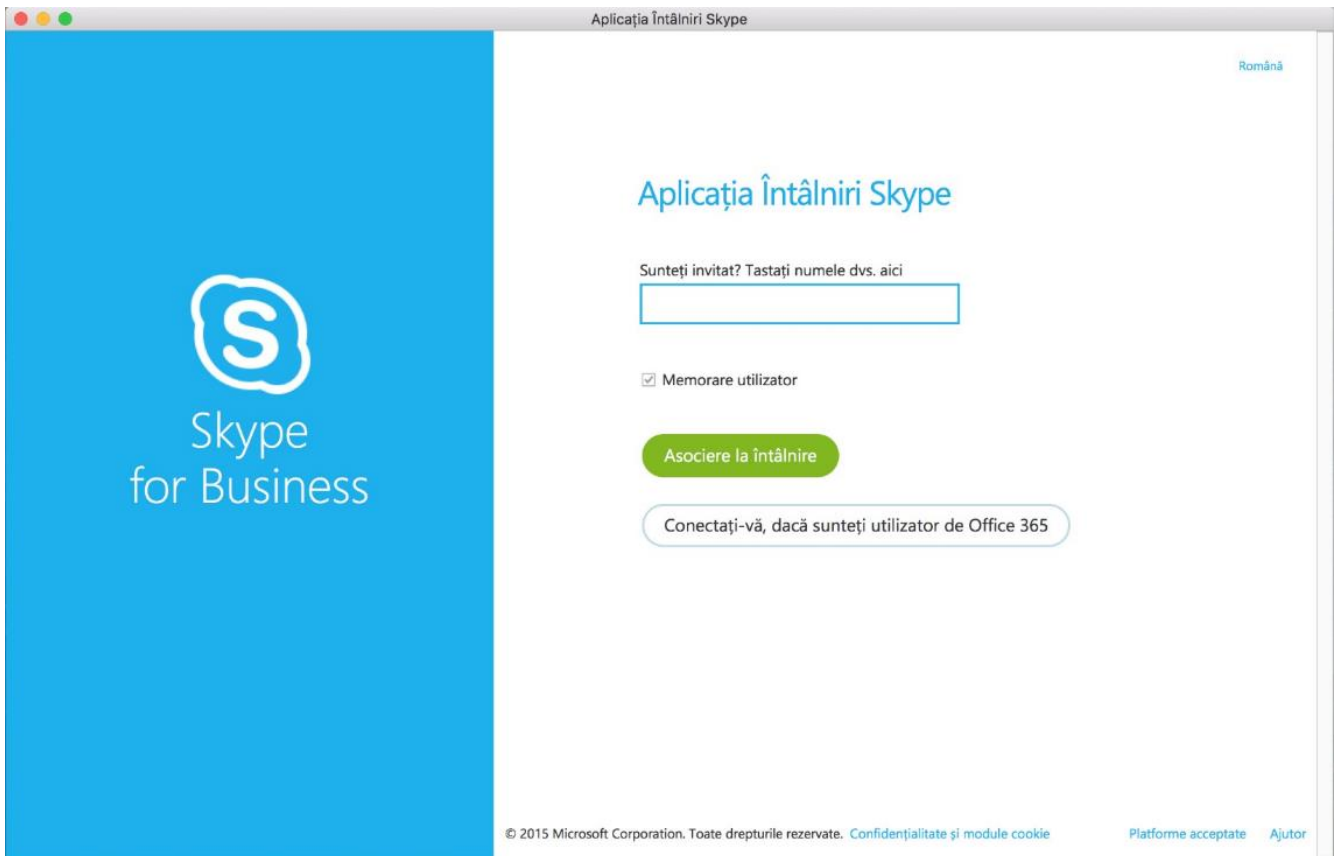 Aplicația Întâlniri Skype
Română
Aplicația Întâlniri Skype
Sunteți invitat? Tastați numele dvs. aici
Memorare utilizator
Asociere la întâlnire
Conectați-vă, dacă sunteți utilizator de Office 365
S
Skype
for Business
© 2015 Microsoft Corporation. Toate drepturile rezervate. Confidențialitate și module cookie Platforme acceptate Ajutor